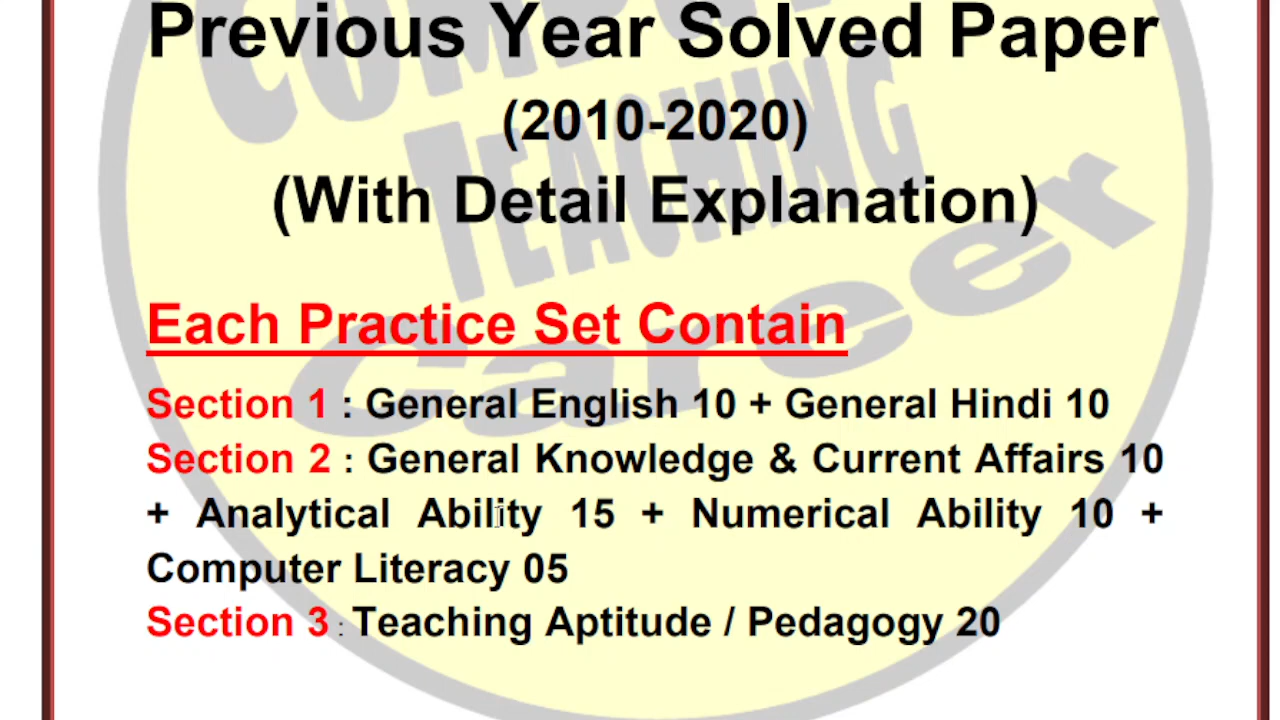 Previous Year Solved Paper
(2010-2020)
(With Detail Explanation)
Each Practice Set Contain
Section 1 : General English 10 + General Hindi 10
Section 2 : General Knowledge & Current Affairs 10
+ Analytical Ability 15 + Numerical Ability 10 +
Computer Literacy 05
Section 3 : Teaching Aptitude / Pedagogy 20
TEACHING
Career